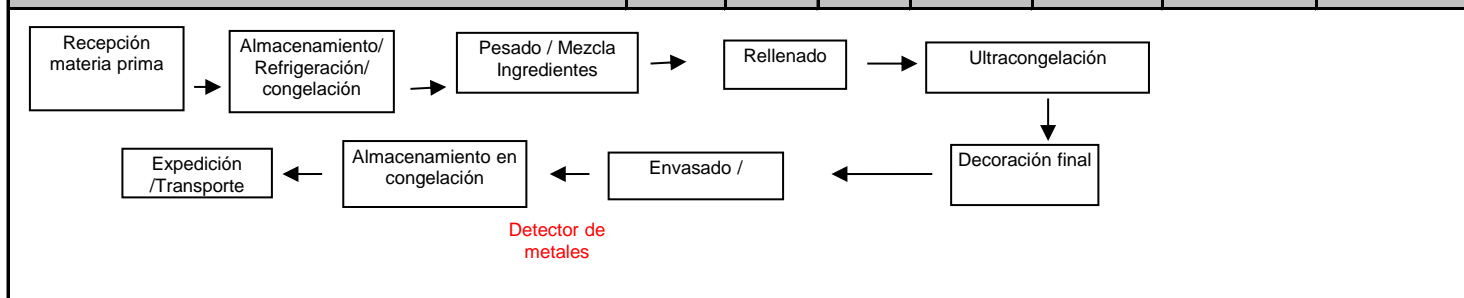 Recepción
materia prima
Almacenamiento/
Refrigeración/
congelación
Pesado / Mezcla
Ingredientes
Rellenado
Ultracongelación
Decoración final
Envasado /
Almacenamiento en
congelación
Expedición
/Transporte
Detector de
metales